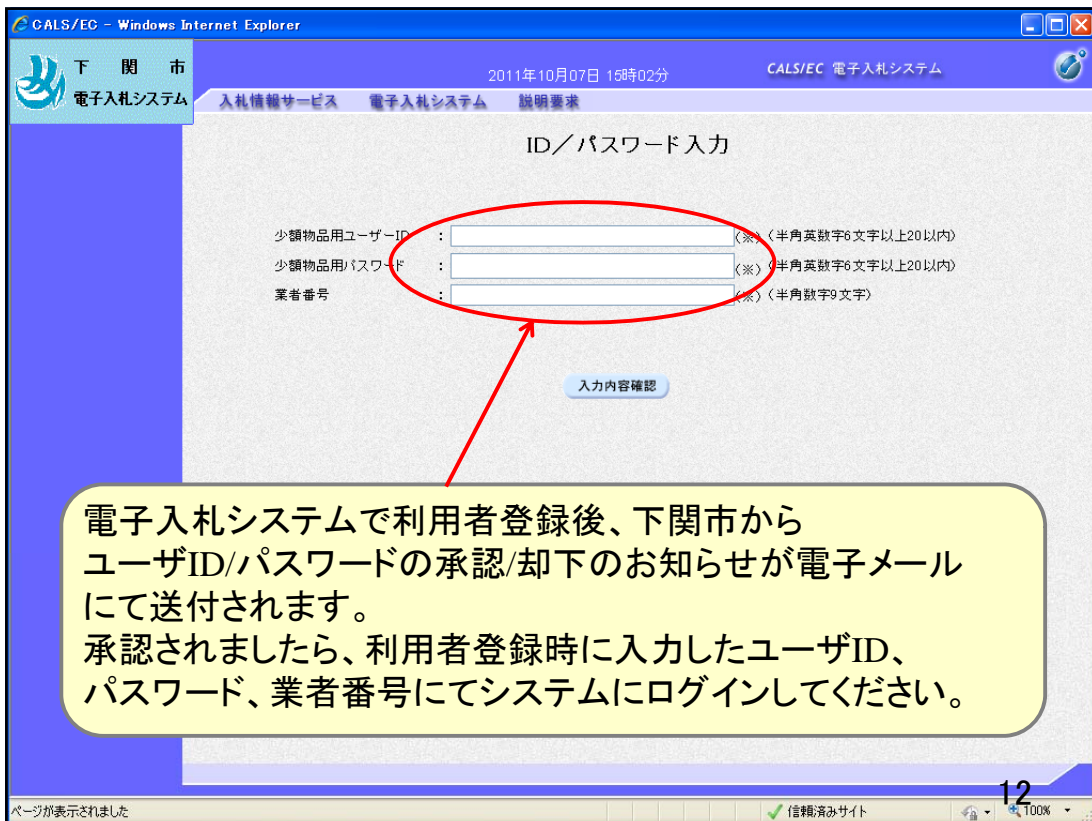 CALS/EC - Windows Internet Explorer
下関市
電子入札システム
2011年10月07日 15時02分
CALS/EC 電子入札システム
入札情報サービス 電子入札システム 説明要求
ID／パスワード入力
少額物品用ユーザーID : (※)(半角英数字6文字以上20以内)
少額物品用パスワード : (※)(半角英数字6文字以上20以内)
業者番号 : (※)(半角数字9文字)
入力内容確認
電子入札システムで利用者登録後、下関市から
ユーザID/パスワードの承認/却下のお知らせが電子メール
にて送付されます。
承認されましたら、利用者登録時に入力したユーザID、
パスワード、業者番号にてシステムにログインしてください。
12
ページが表示されました 信頼済みサイト 100%